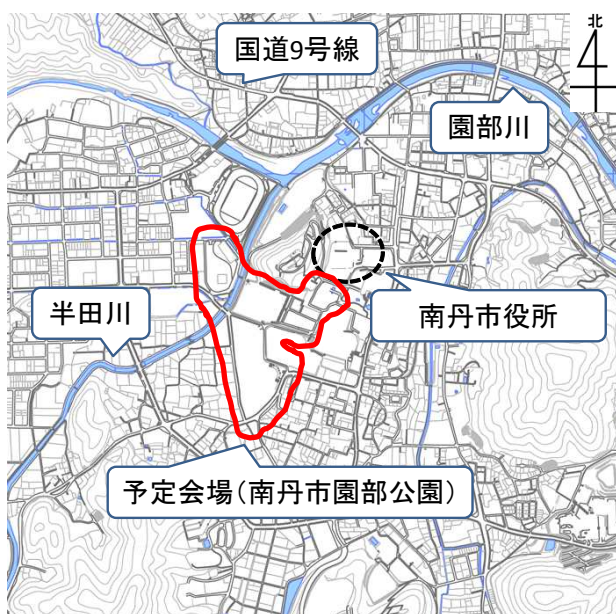 北
国道9号線
園部川
半田川
南丹市役所
予定会場(南丹市園部公園)